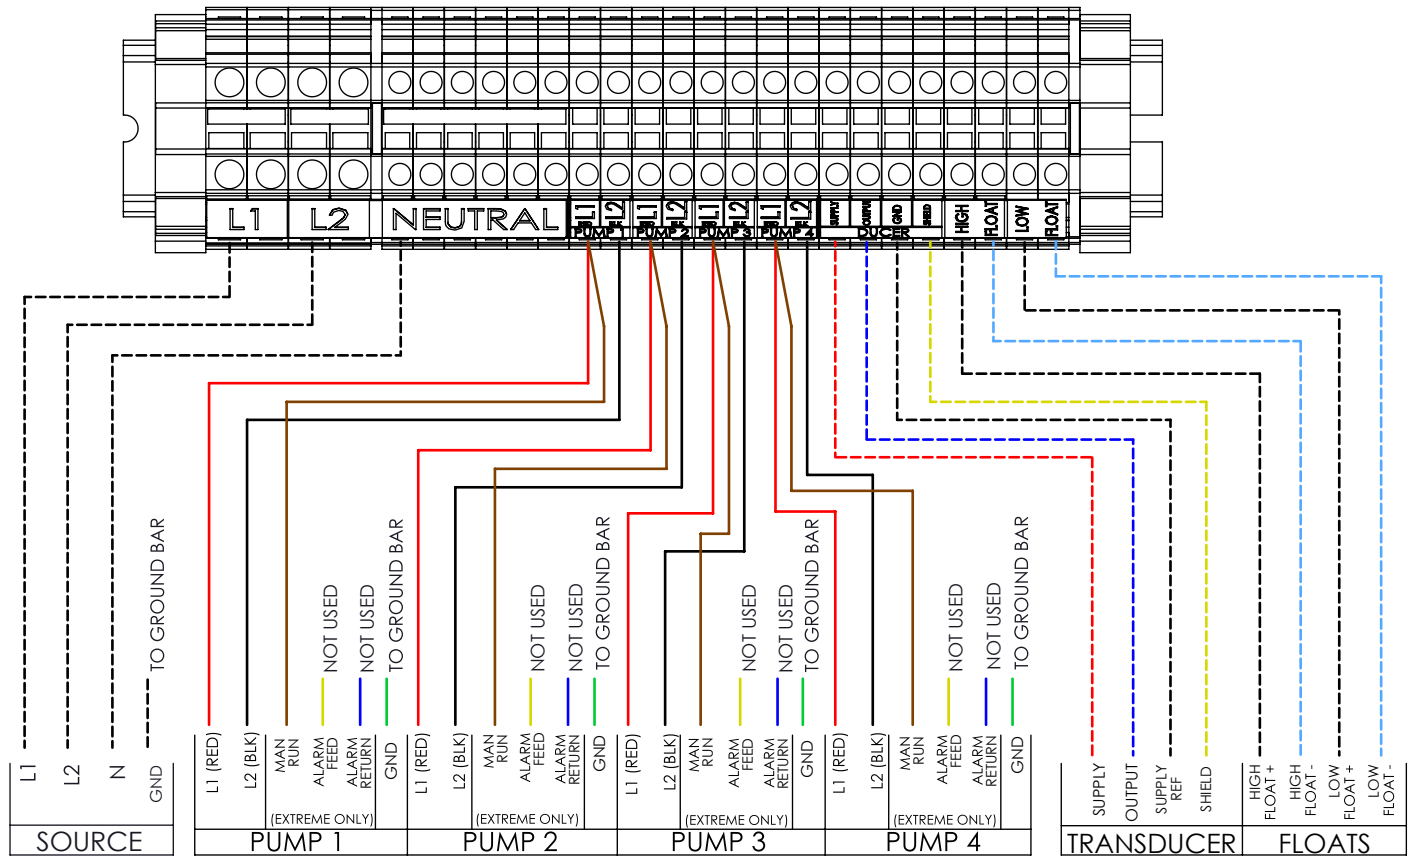 L1 L2 NEUTRAL L1 L2 L1 L2 L1 L2 L1 L2 SUPPLY OUTPUT GND SHIELD HIGH FLOAT LOW FLOAT
PUMP 1 PUMP 2 PUMP 3 PUMP 4 DUCER
TO GROUND BAR
NOT USED
NOT USED
TO GROUND BAR
NOT USED
NOT USED
TO GROUND BAR
NOT USED
NOT USED
TO GROUND BAR
NOT USED
NOT USED
TO GROUND BAR
L1
L2
N
GND
SOURCE
L1 (RED)
L2 (BLK)
MAN
RUN
ALARM
FEED
ALARM
RETURN
GND
(EXTREME ONLY)
PUMP 1
L1 (RED)
L2 (BLK)
MAN
RUN
ALARM
FEED
ALARM
RETURN
GND
(EXTREME ONLY)
PUMP 2
L1 (RED)
L2 (BLK)
MAN
RUN
ALARM
FEED
ALARM
RETURN
GND
(EXTREME ONLY)
PUMP 3
L1 (RED)
L2 (BLK)
MAN
RUN
ALARM
FEED
ALARM
RETURN
GND
(EXTREME ONLY)
PUMP 4
SUPPLY
OUTPUT
SUPPLY
REF
SHIELD
TRANSDUCER
HIGH
FLOAT +
HIGH
FLOAT -
LOW
FLOAT +
LOW
FLOAT -
FLOATS